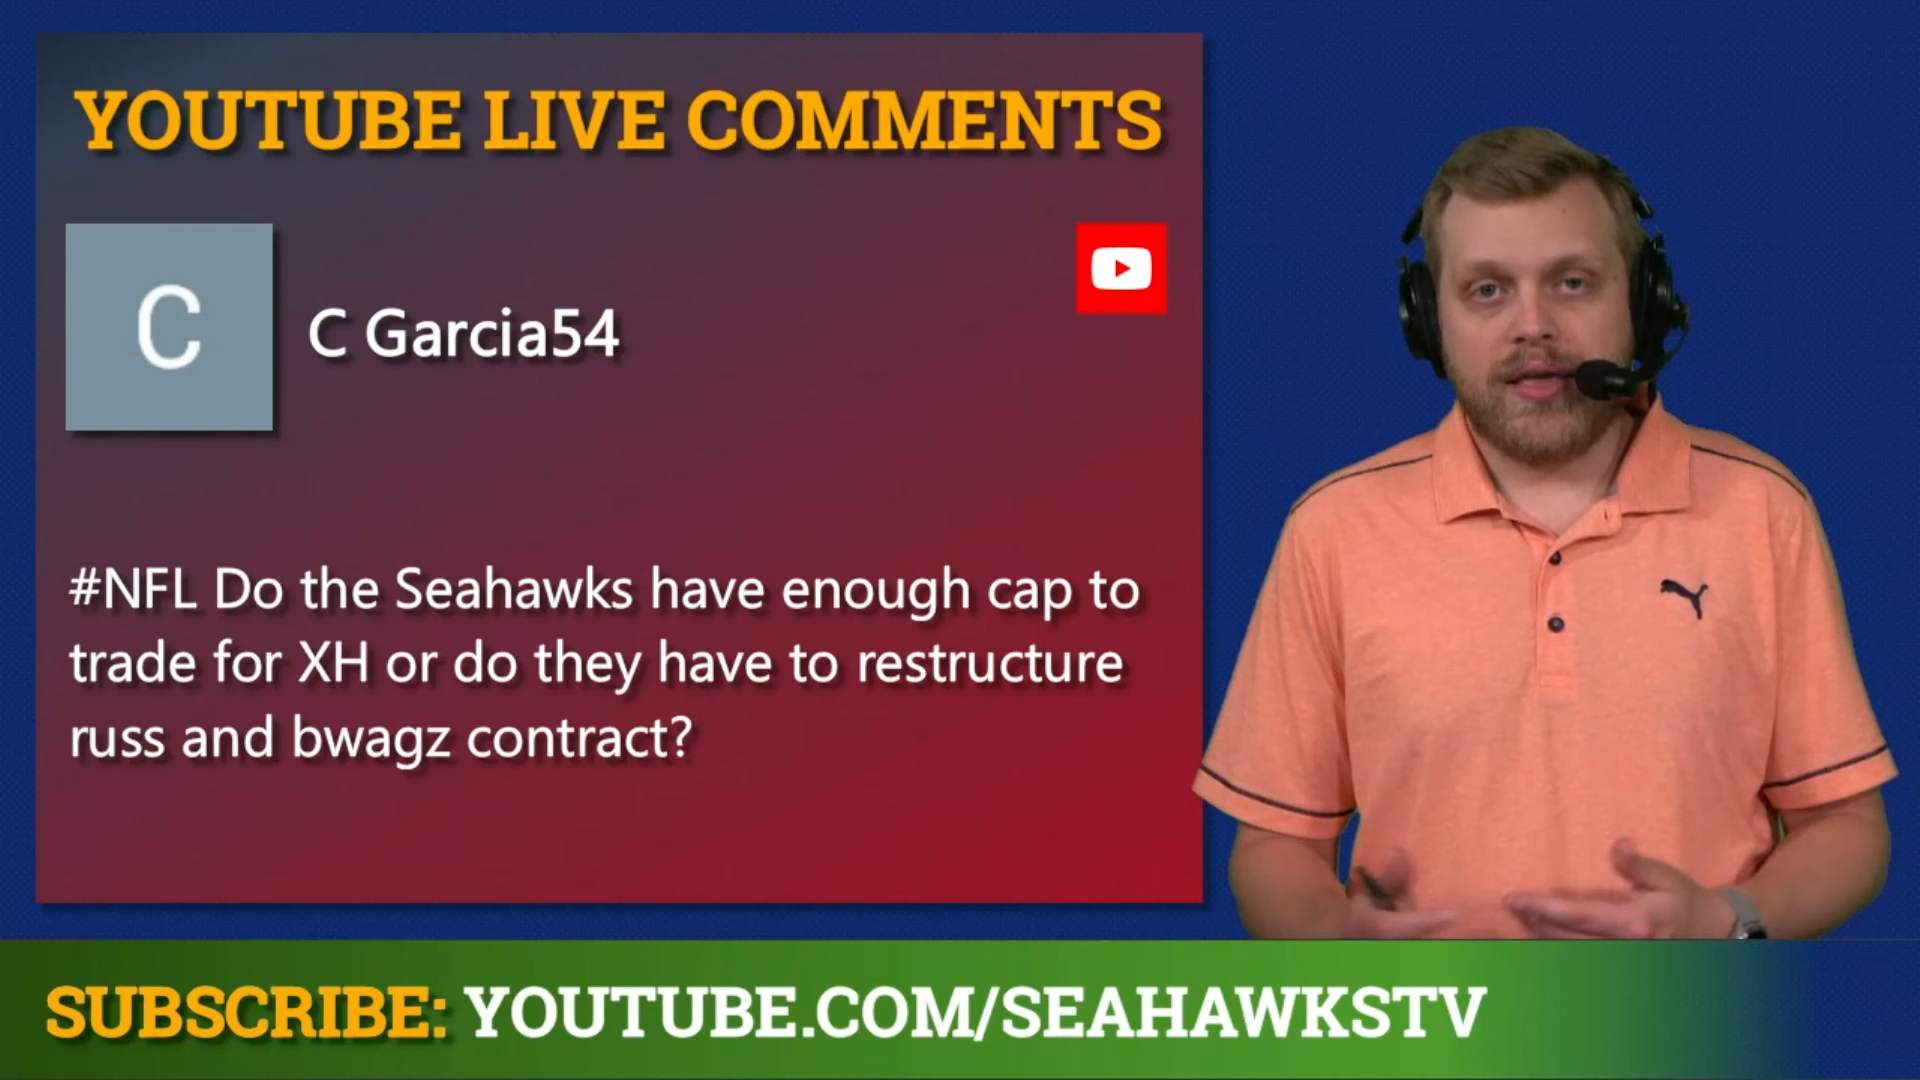 YOUTUBE LIVE COMMENTS
C
C Garcia54
#NFL Do the Seahawks have enough cap to
trade for XH or do they have to restructure
russ and bwagz contract?
SUBSCRIBE: YOUTUBE.COM/SEAHAWKSTV